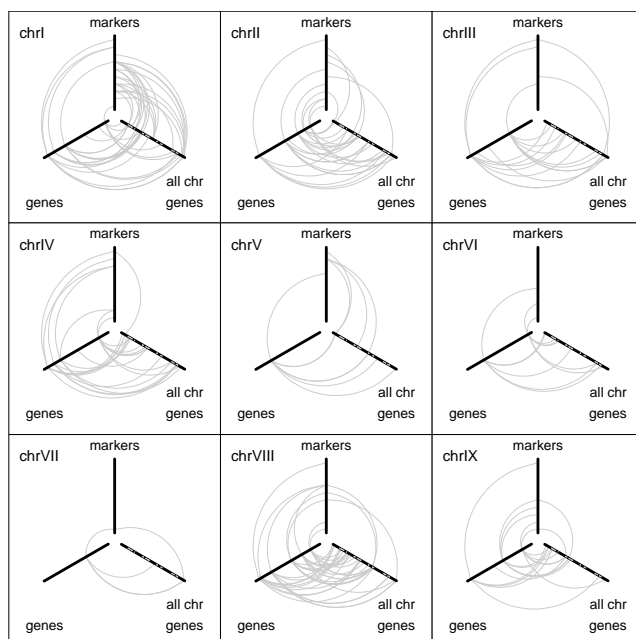 chrI
markers
genes
all chr
genes
chrII
markers
genes
all chr
genes
chrIII
markers
genes
all chr
genes
chrIV
markers
genes
all chr
genes
chrV
markers
genes
all chr
genes
chrVI
markers
genes
all chr
genes
chrVII
markers
genes
all chr
genes
chrVIII
markers
genes
all chr
genes
chrIX
markers
genes
all chr
genes